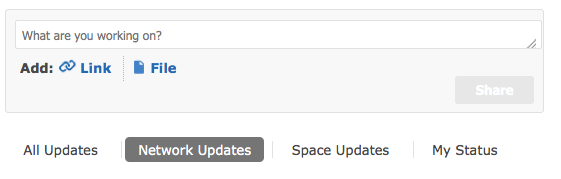 What are you working on?
Add: Link File
Share
All Updates Network Updates Space Updates My Status